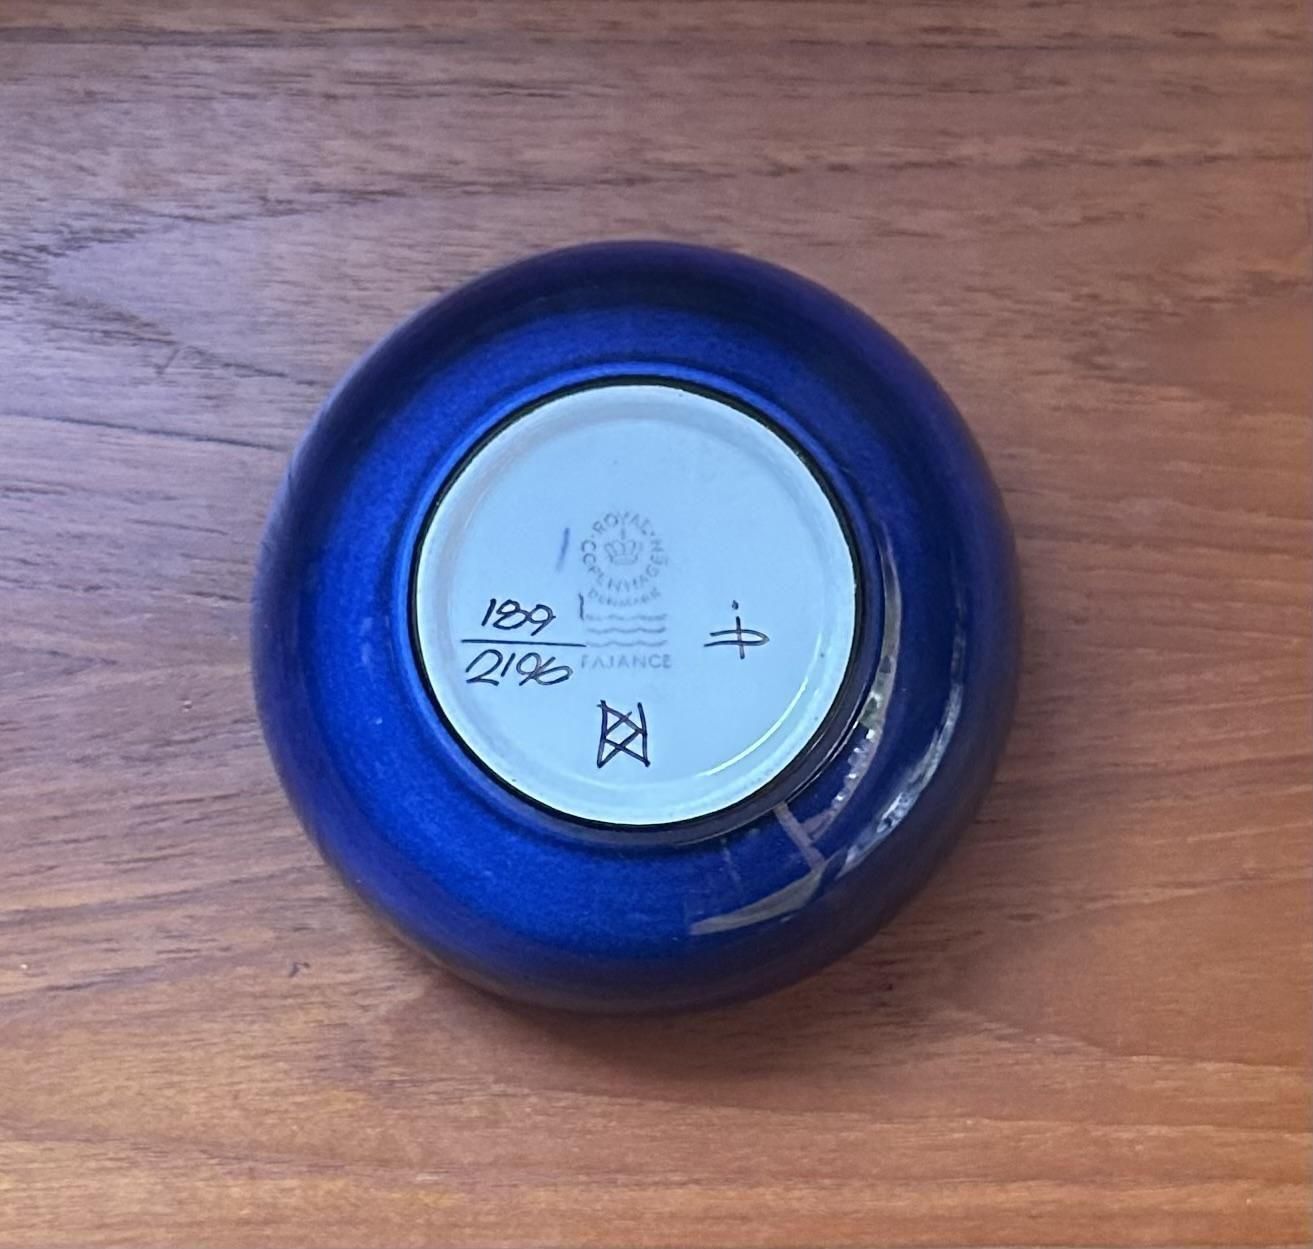 ROYAL COPENHAGEN
DENMARK
FAJANCE
189
2196